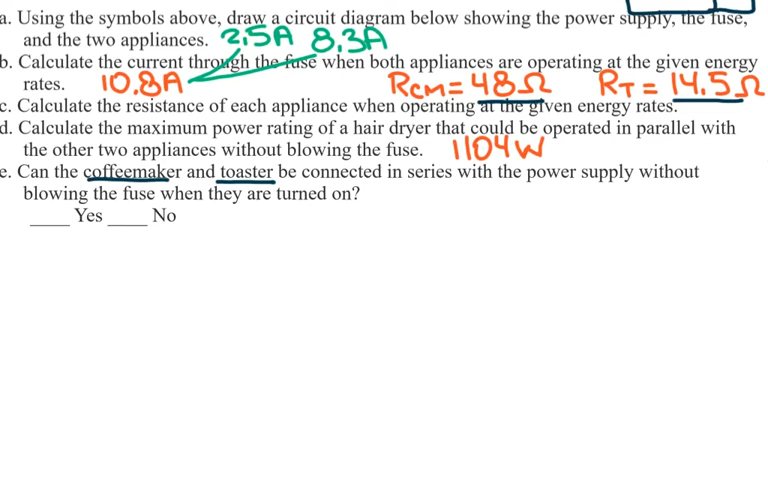 a. Using the symbols above, draw a circuit diagram below showing the power supply, the fuse,
and the two appliances. 2.5A 8.3A
b. Calculate the current through the fuse when both appliances are operating at the given energy
rates. 10.8A RCM = 48Ω RT = 14.5Ω
c. Calculate the resistance of each appliance when operating at the given energy rates.
d. Calculate the maximum power rating of a hair dryer that could be operated in parallel with
the other two appliances without blowing the fuse. 1104W
e. Can the coffeemaker and toaster be connected in series with the power supply without
blowing the fuse when they are turned on?
____ Yes ____ No